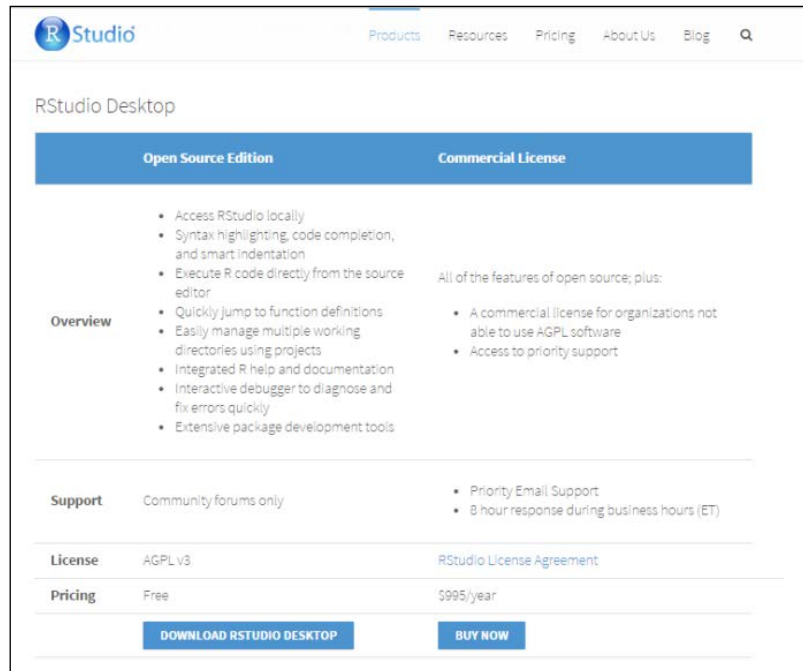 R Studio
Products Resources Pricing About Us Blog
RStudio Desktop
Open Source Edition Commercial License
Overview
• Access RStudio locally
• Syntax highlighting, code completion,
and smart indentation
• Execute R code directly from the source
editor
• Quickly jump to function definitions
• Easily manage multiple working
directories using projects
• Integrated R help and documentation
• Interactive debugger to diagnose and
fix errors quickly
• Extensive package development tools
All of the features of open source; plus:
• A commercial license for organizations not
able to use AGPL software
• Access to priority support
Support
Community forums only
• Priority Email Support
• 8 hour response during business hours (ET)
License AGPL v3 RStudio License Agreement
Pricing Free $995/year
DOWNLOAD RSTUDIO DESKTOP BUY NOW